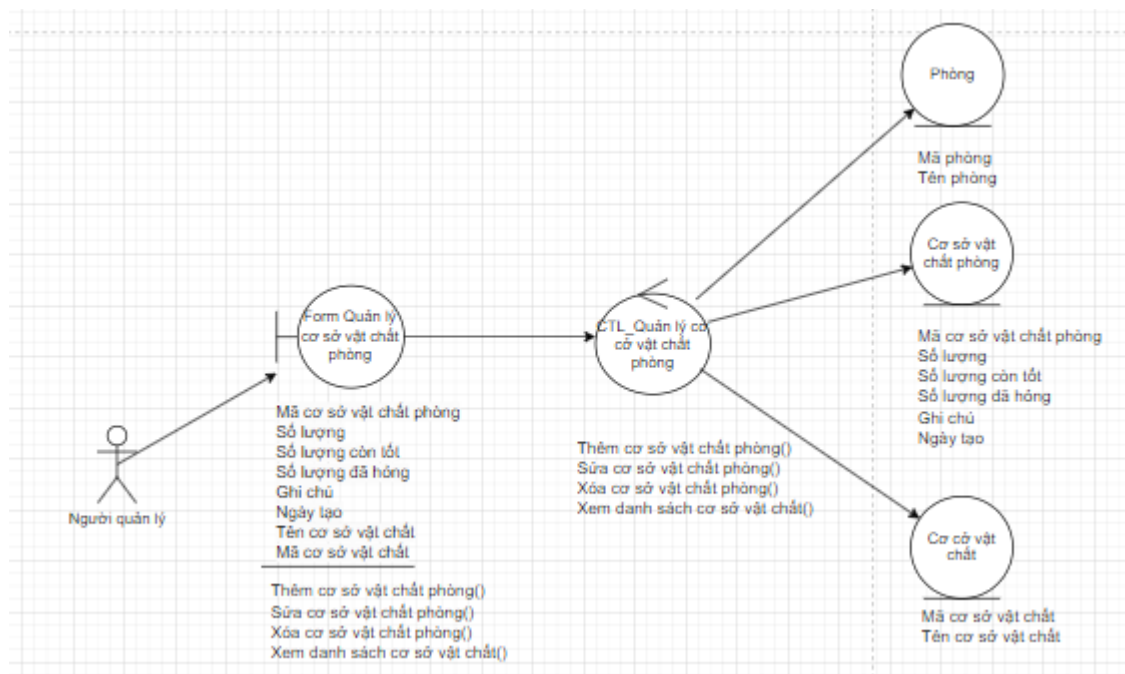 Phòng
Mã phòng
Tên phòng
Cơ sở vật
chất phòng
Mã cơ sở vật chất phòng
Số lượng
Số lượng còn tốt
Số lượng đã hỏng
Ghi chú
Ngày tạo
Form Quản lý
cơ sở vật chất
phòng
CTL_Quản lý cơ
cở vật chất
phòng
Mã cơ sở vật chất phòng
Số lượng
Số lượng còn tốt
Số lượng đã hỏng
Ghi chú
Ngày tạo
Tên cơ sở vật chất
Mã cơ sở vật chất
Thêm cơ sở vật chất phòng()
Sửa cơ sở vật chất phòng()
Xóa cơ sở vật chất phòng()
Xem danh sách cơ sở vật chất()
Người quản lý
Thêm cơ sở vật chất phòng()
Sửa cơ sở vật chất phòng()
Xóa cơ sở vật chất phòng()
Xem danh sách cơ sở vật chất()
Cơ cở vật
chất
Mã cơ sở vật chất
Tên cơ sở vật chất